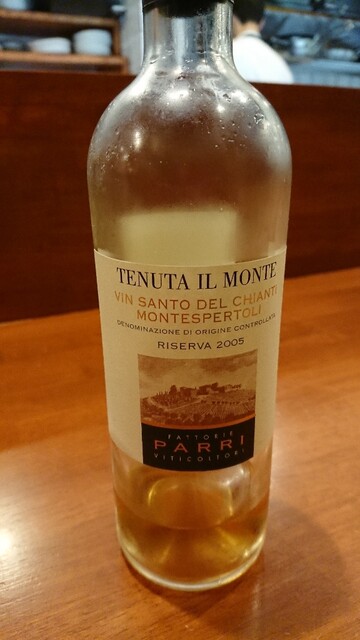 TENUTA IL MONTE
VIN SANTO DEL CHIANTI
MONTESPERTOLI
DENOMINAZIONE DI ORIGINE CONTROLLATA
RISERVA 2005
FATTORIE
PARRI
VITICOLTORI